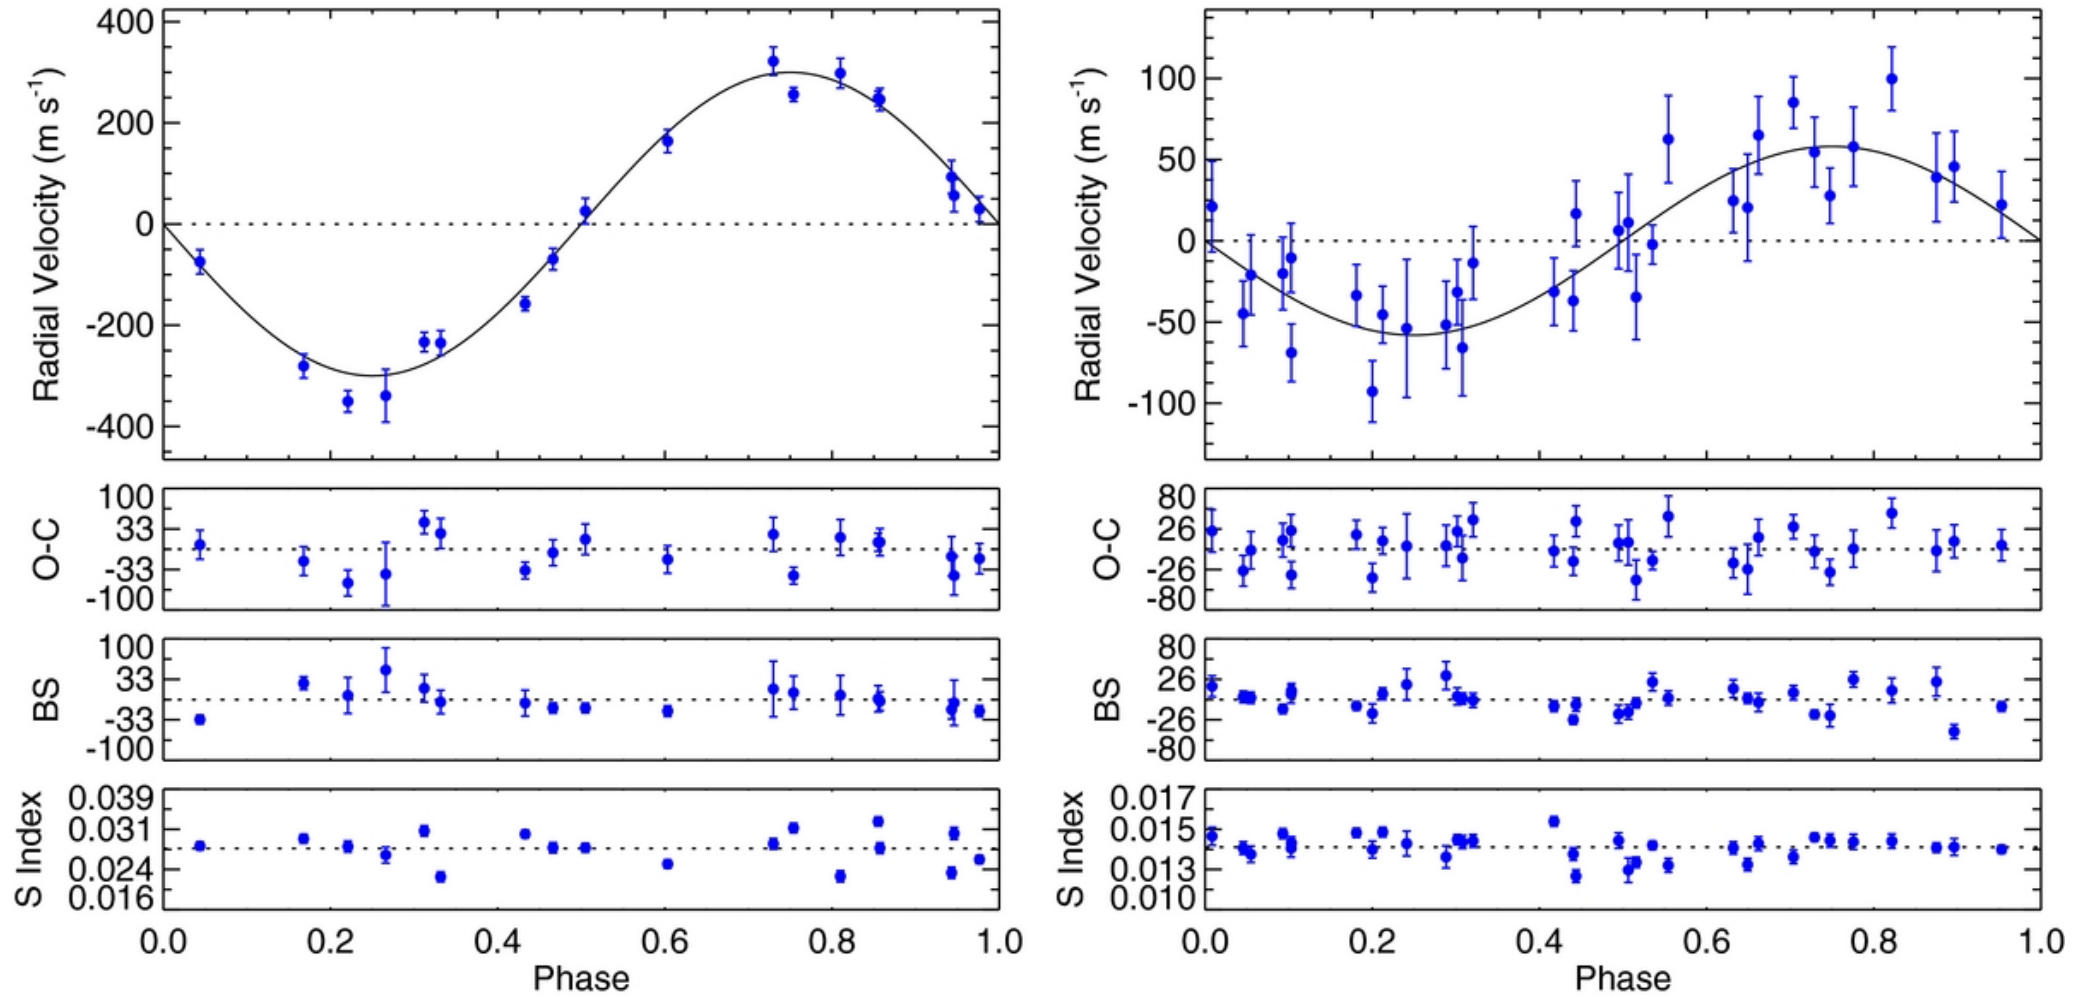 400
200
0
-200
-400
Radial Velocity (m s⁻¹)
100
33
-33
-100
O-C
100
33
-33
-100
BS
0.039
0.031
0.024
0.016
S Index
0.0 0.2 0.4 0.6 0.8 1.0
Phase
100
50
0
-50
-100
Radial Velocity (m s⁻¹)
80
26
-26
-80
O-C
80
26
-26
-80
BS
0.017
0.015
0.013
0.010
S Index
0.0 0.2 0.4 0.6 0.8 1.0
Phase